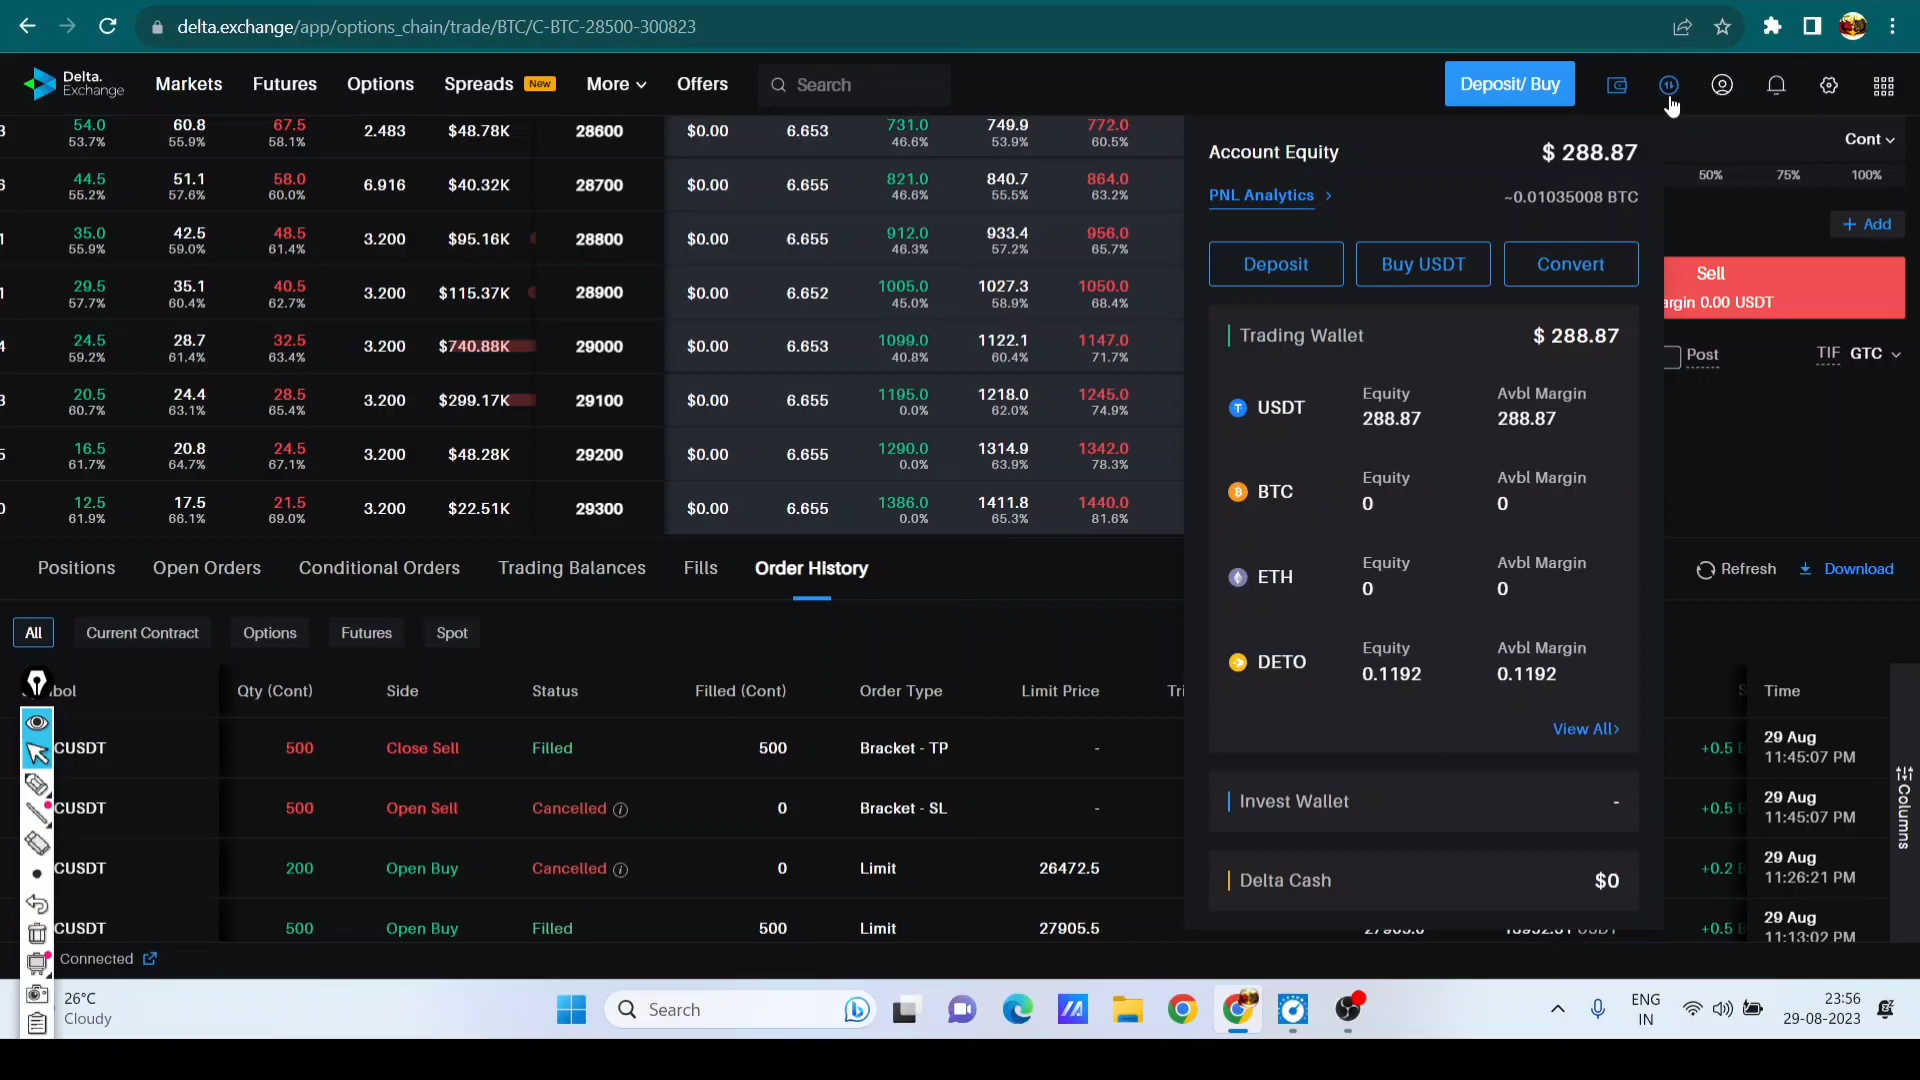 delta.exchange/app/options_chain/trade/BTC/C-BTC-28500-300823
Delta.
Exchange
Markets Futures Options Spreads New More Offers Search Deposit/ Buy
3 54.0 60.8 67.5 2.483 $48.78K 28600 $0.00 6.653 731.0 749.9 772.0
53.7% 55.9% 58.1% 46.6% 53.9% 60.5%
6 44.5 51.1 58.0 6.916 $40.32K 28700 $0.00 6.655 821.0 840.7 864.0
55.2% 57.6% 60.0% 46.6% 55.5% 63.2%
1 35.0 42.5 48.5 3.200 $95.16K 28800 $0.00 6.655 912.0 933.4 956.0
55.9% 59.0% 61.4% 46.3% 57.2% 65.7%
1 29.5 35.1 40.5 3.200 $115.37K 28900 $0.00 6.652 1005.0 1027.3 1050.0
57.7% 60.4% 62.7% 45.0% 58.9% 68.4%
4 24.5 28.7 32.5 3.200 $740.88K 29000 $0.00 6.653 1099.0 1122.1 1147.0
59.2% 61.4% 63.4% 40.8% 60.4% 71.7%
3 20.5 24.4 28.5 3.200 $299.17K 29100 $0.00 6.655 1195.0 1218.0 1245.0
60.7% 63.1% 65.4% 0.0% 62.0% 74.9%
5 16.5 20.8 24.5 3.200 $48.28K 29200 $0.00 6.655 1290.0 1314.9 1342.0
61.7% 64.7% 67.1% 0.0% 63.9% 78.3%
0 12.5 17.5 21.5 3.200 $22.51K 29300 $0.00 6.655 1386.0 1411.8 1440.0
61.9% 66.1% 69.0% 0.0% 65.3% 81.6%
Account Equity $ 288.87
PNL Analytics ~0.01035008 BTC
Deposit Buy USDT Convert
Trading Wallet $ 288.87
Equity Avbl Margin
USDT 288.87 288.87
Equity Avbl Margin
BTC 0 0
Equity Avbl Margin
ETH 0 0
Equity Avbl Margin
DETO 0.1192 0.1192
View All
Invest Wallet -
Delta Cash $0
Cont
50% 75% 100%
+ Add
Sell
argin 0.00 USDT
Post TIF GTC
Positions Open Orders Conditional Orders Trading Balances Fills Order History Refresh Download
All Current Contract Options Futures Spot
bol Qty (Cont) Side Status Filled (Cont) Order Type Limit Price Tri S Time
CUSDT 500 Close Sell Filled 500 Bracket - TP - +0.5 29 Aug
11:45:07 PM
CUSDT 500 Open Sell Cancelled 0 Bracket - SL - +0.5 29 Aug
11:45:07 PM
CUSDT 200 Open Buy Cancelled 0 Limit 26472.5 +0.2 29 Aug
11:26:21 PM
CUSDT 500 Open Buy Filled 500 Limit 27905.5 +0.5 29 Aug
11:13:02 PM
Columns
Connected
26°C
Cloudy
Search
ENG
IN
23:56
29-08-2023